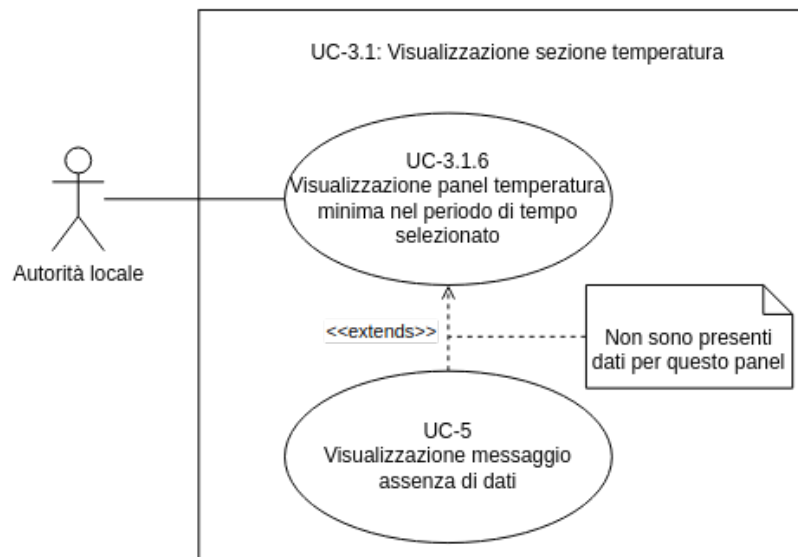 UC-3.1: Visualizzazione sezione temperatura
UC-3.1.6
Visualizzazione panel temperatura
minima nel periodo di tempo
selezionato
Autorità locale
<<extends>>
Non sono presenti
dati per questo panel
UC-5
Visualizzazione messaggio
assenza di dati